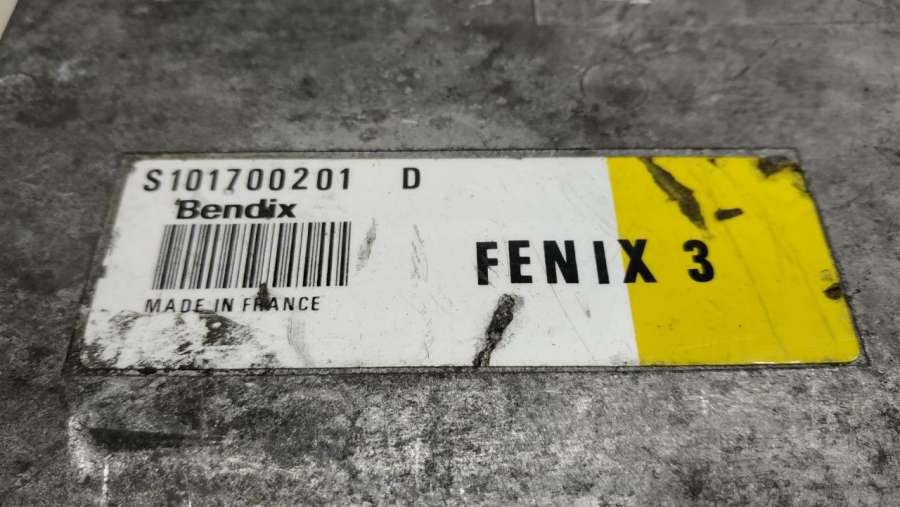 S101700201 D
Bendix
FENIX 3
MADE IN FRANCE